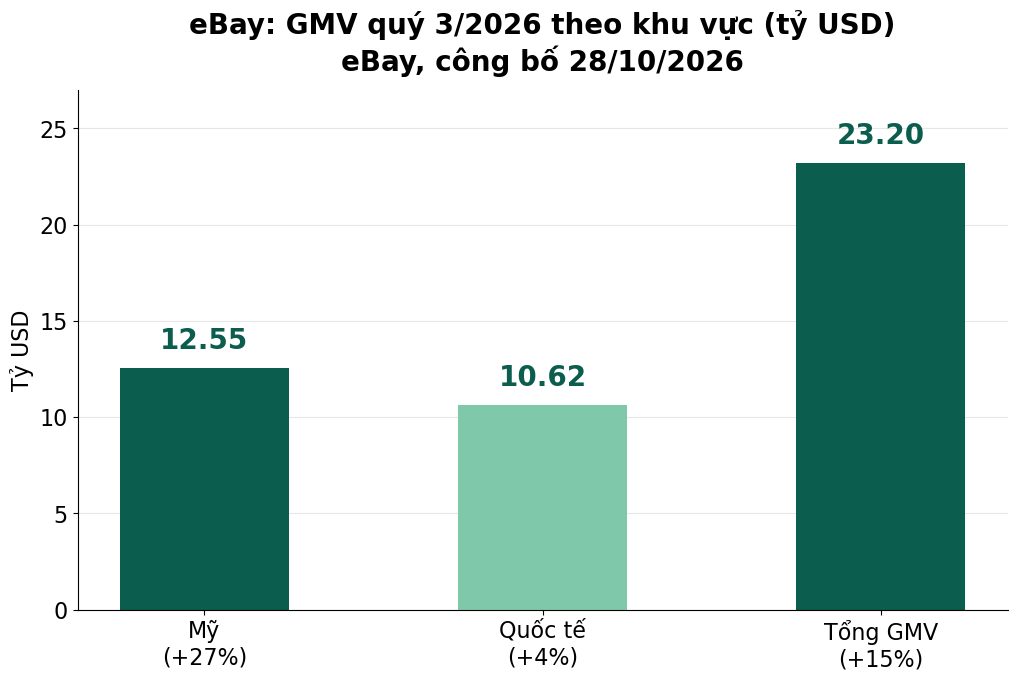 eBay: GMV quý 3/2026 theo khu vực (tỷ USD)
eBay, công bố 28/10/2026
Tỷ USD
25
20
15
10
5
0
12.55
10.62
23.20
Mỹ
(+27%)
Quốc tế
(+4%)
Tổng GMV
(+15%)